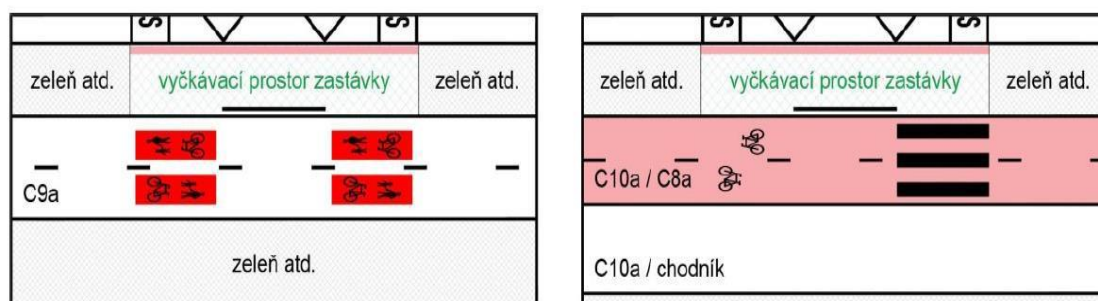 S S
zeleň atd. vyčkávací prostor zastávky zeleň atd.
C9a
zeleň atd.
S S
zeleň atd. vyčkávací prostor zastávky zeleň atd.
C10a / C8a
C10a / chodník